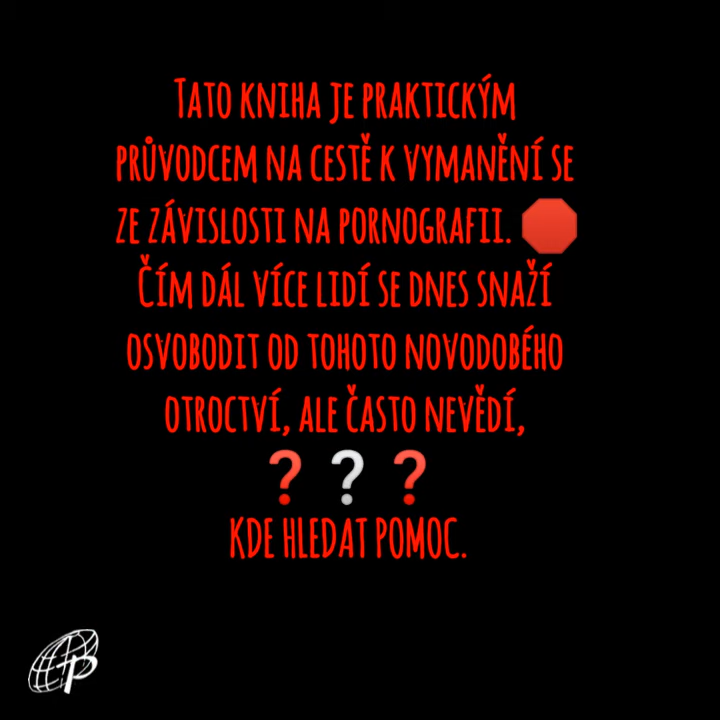 Tato kniha je praktickým
průvodcem na cestě k vymanění se
ze závislosti na pornografii. 🛑
Čím dál více lidí se dnes snaží
osvobodit od tohoto novodobého
otroctví, ale často nevědí,
❓❔❓
kde hledat pomoc.